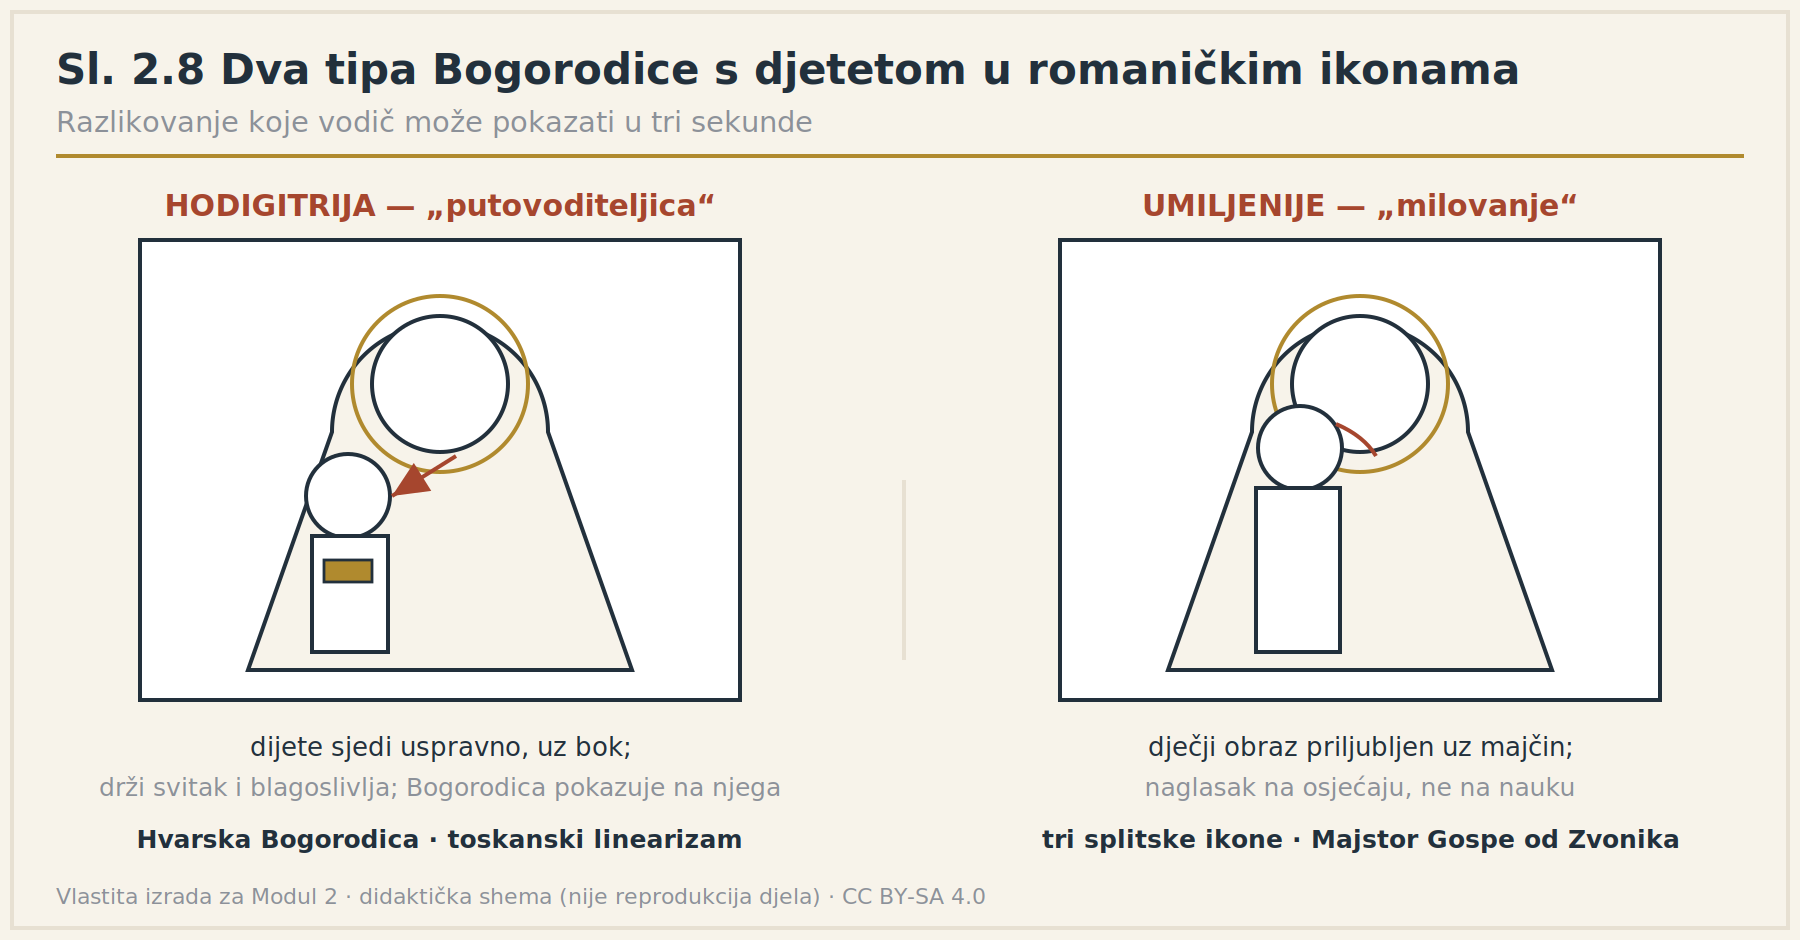 Sl. 2.8 Dva tipa Bogorodice s djetetom u romaničkim ikonama
Razlikovanje koje vodič može pokazati u tri sekunde
HODIGITRIJA — „putovoditeljica“
dijete sjedi uspravno, uz bok;
drži svitak i blagoslivlja; Bogorodica pokazuje na njega
Hvarska Bogorodica · toskanski linearizam
UMILJENIJE — „milovanje“
dječji obraz priljubljen uz majčin;
naglasak na osjećaju, ne na nauku
tri splitske ikone · Majstor Gospe od Zvonika
Vlastita izrada za Modul 2 · didaktička shema (nije reprodukcija djela) · CC BY-SA 4.0